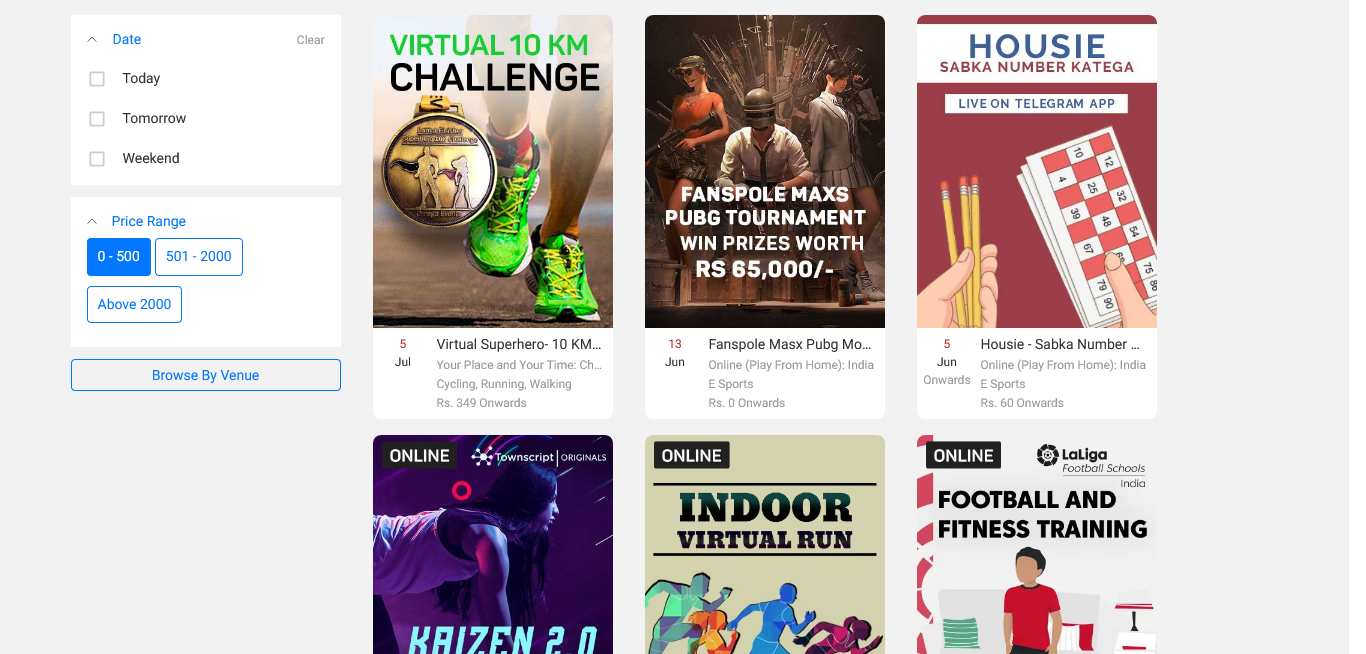 Date
Clear
Today
Tomorrow
Weekend
Price Range
0 - 500
501 - 2000
Above 2000
Browse By Venue
VIRTUAL 10 KM
CHALLENGE
5
Jul
Virtual Superhero- 10 KM...
Your Place and Your Time: Ch...
Cycling, Running, Walking
Rs. 349 Onwards
FANSPOLE MAXS
PUBG TOURNAMENT
WIN PRIZES WORTH
RS 65,000/-
13
Jun
Fanspole Masx Pubg Mo...
Online (Play From Home): India
E Sports
Rs. 0 Onwards
HOUSIE
SABKA NUMBER KATEGA
LIVE ON TELEGRAM APP
10
12
4
25
32
39
48
54
67
75
79
90
5
Jun
Onwards
Housie - Sabka Number ...
Online (Play From Home): India
E Sports
Rs. 60 Onwards
ONLINE
Townscript | ORIGINALS
KAIZEN 2.0
ONLINE
INDOOR
VIRTUAL RUN
ONLINE
LaLiga
Football Schools
India
FOOTBALL AND
FITNESS TRAINING